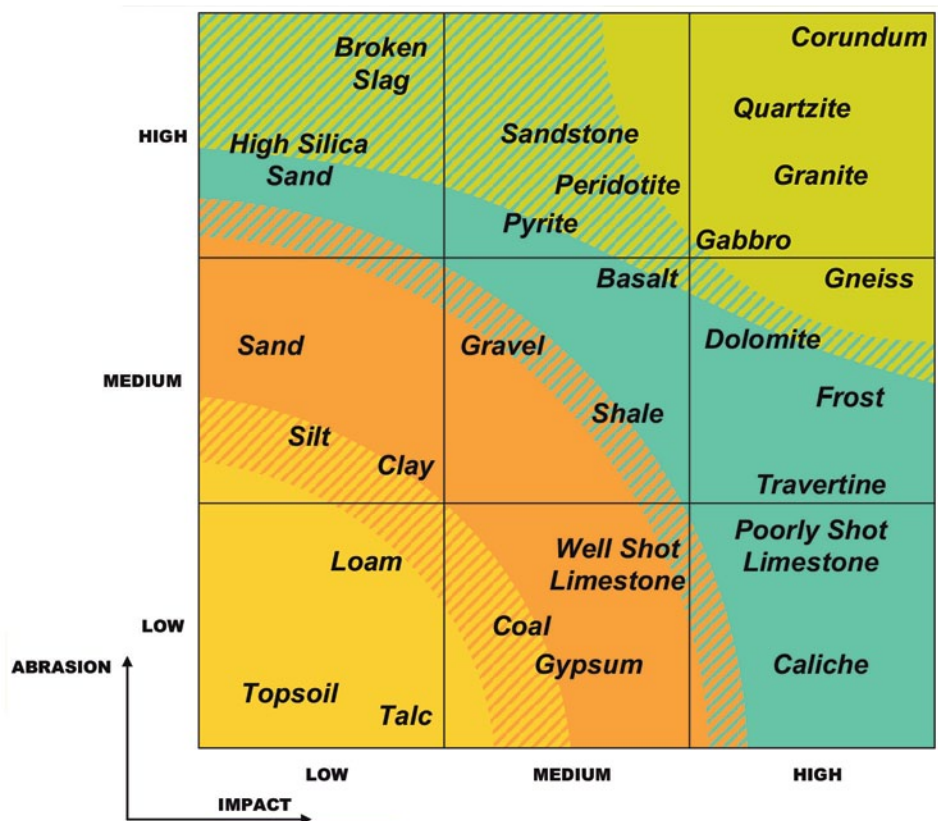 Corundum
Broken
Slag
Quartzite
HIGH
High Silica
Sand
Sandstone
Peridotite
Granite
Pyrite
Gabbro
Basalt
Gneiss
Sand
Gravel
Dolomite
MEDIUM
Frost
Shale
Silt
Clay
Travertine
Loam
Well Shot
Limestone
Poorly Shot
Limestone
LOW
Coal
Gypsum
Caliche
ABRASION
Topsoil
Talc
LOW
MEDIUM
HIGH
IMPACT